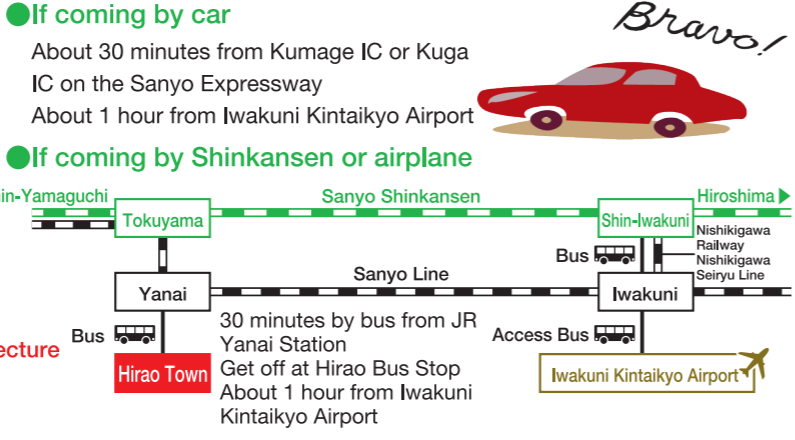 If coming by car
Bravo!
About 30 minutes from Kumage IC or Kuga
IC on the Sanyo Expressway
About 1 hour from Iwakuni Kintaikyo Airport
If coming by Shinkansen or airplane
in-Yamaguchi
Sanyo Shinkansen
Hiroshima
Tokuyama
Shin-Iwakuni
Bus
Nishikigawa
Railway
Nishikigawa
Seiryu Line
Yanai
Sanyo Line
Iwakuni
Bus
30 minutes by bus from JR
Yanai Station
Get off at Hirao Bus Stop
About 1 hour from Iwakuni
Kintaikyo Airport
Access Bus
ecture
Hirao Town
Iwakuni Kintaikyo Airport